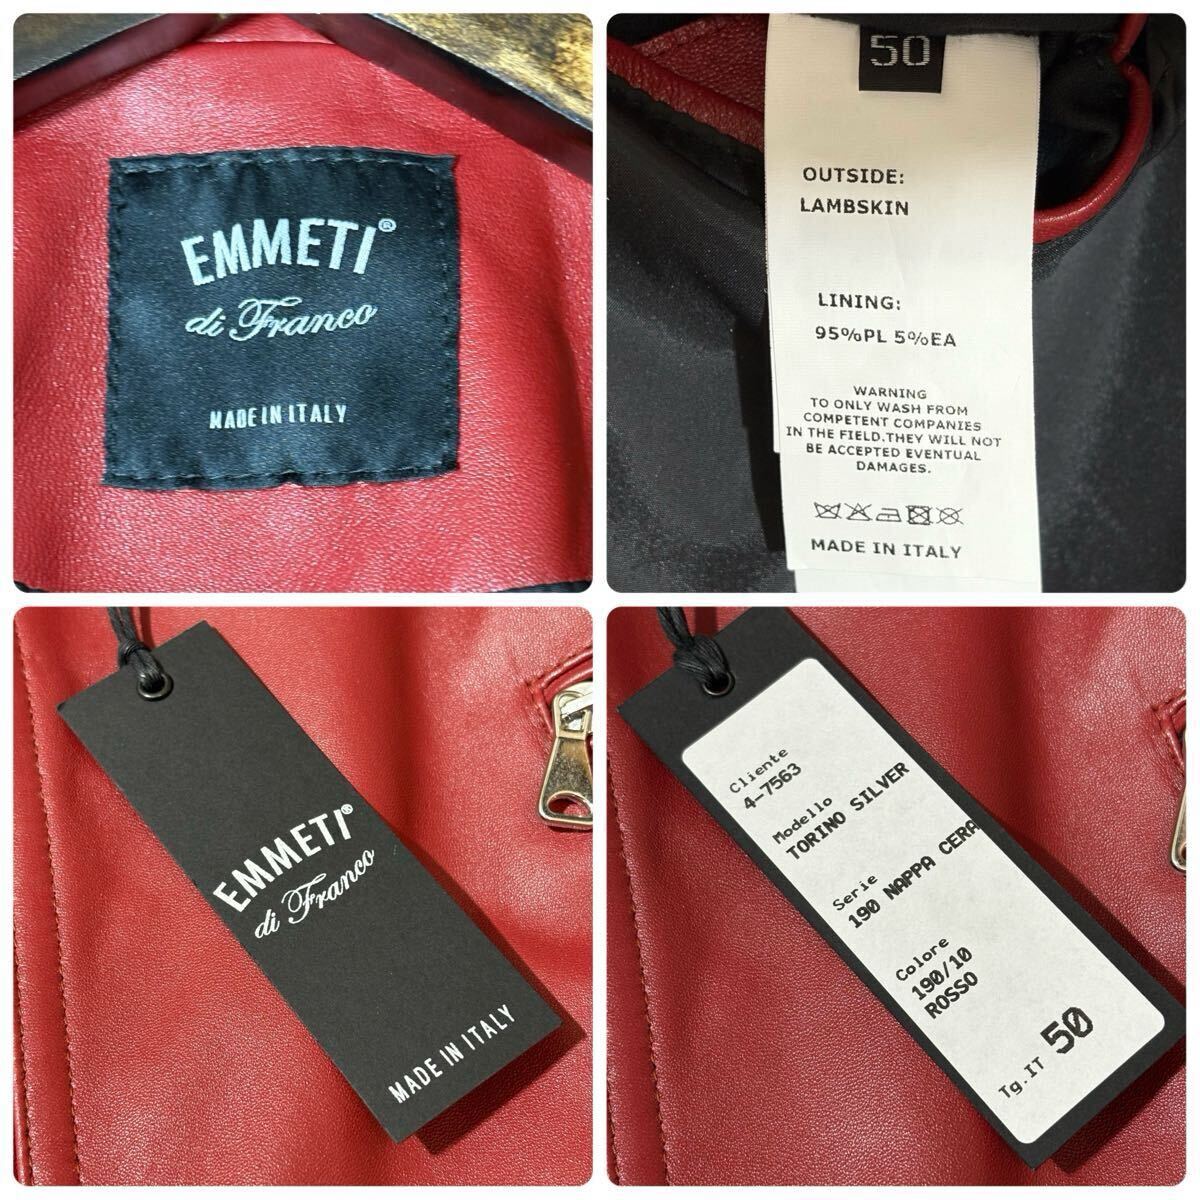 EMMETI®
di Franco
MADE IN ITALY
50
OUTSIDE:
LAMBSKIN
LINING:
95%PL 5%EA
WARNING
TO ONLY WASH FROM
COMPETENT COMPANIES
IN THE FIELD.THEY WILL NOT
BE ACCEPTED EVENTUAL
DAMAGES.
MADE IN ITALY
EMMETI®
di Franco
MADE IN ITALY
Cliente
4-7563
Modello
TORINO SILVER
Serie
190 NAPPA CERA
Colore
190/10
ROSSO
Tg.IT 50